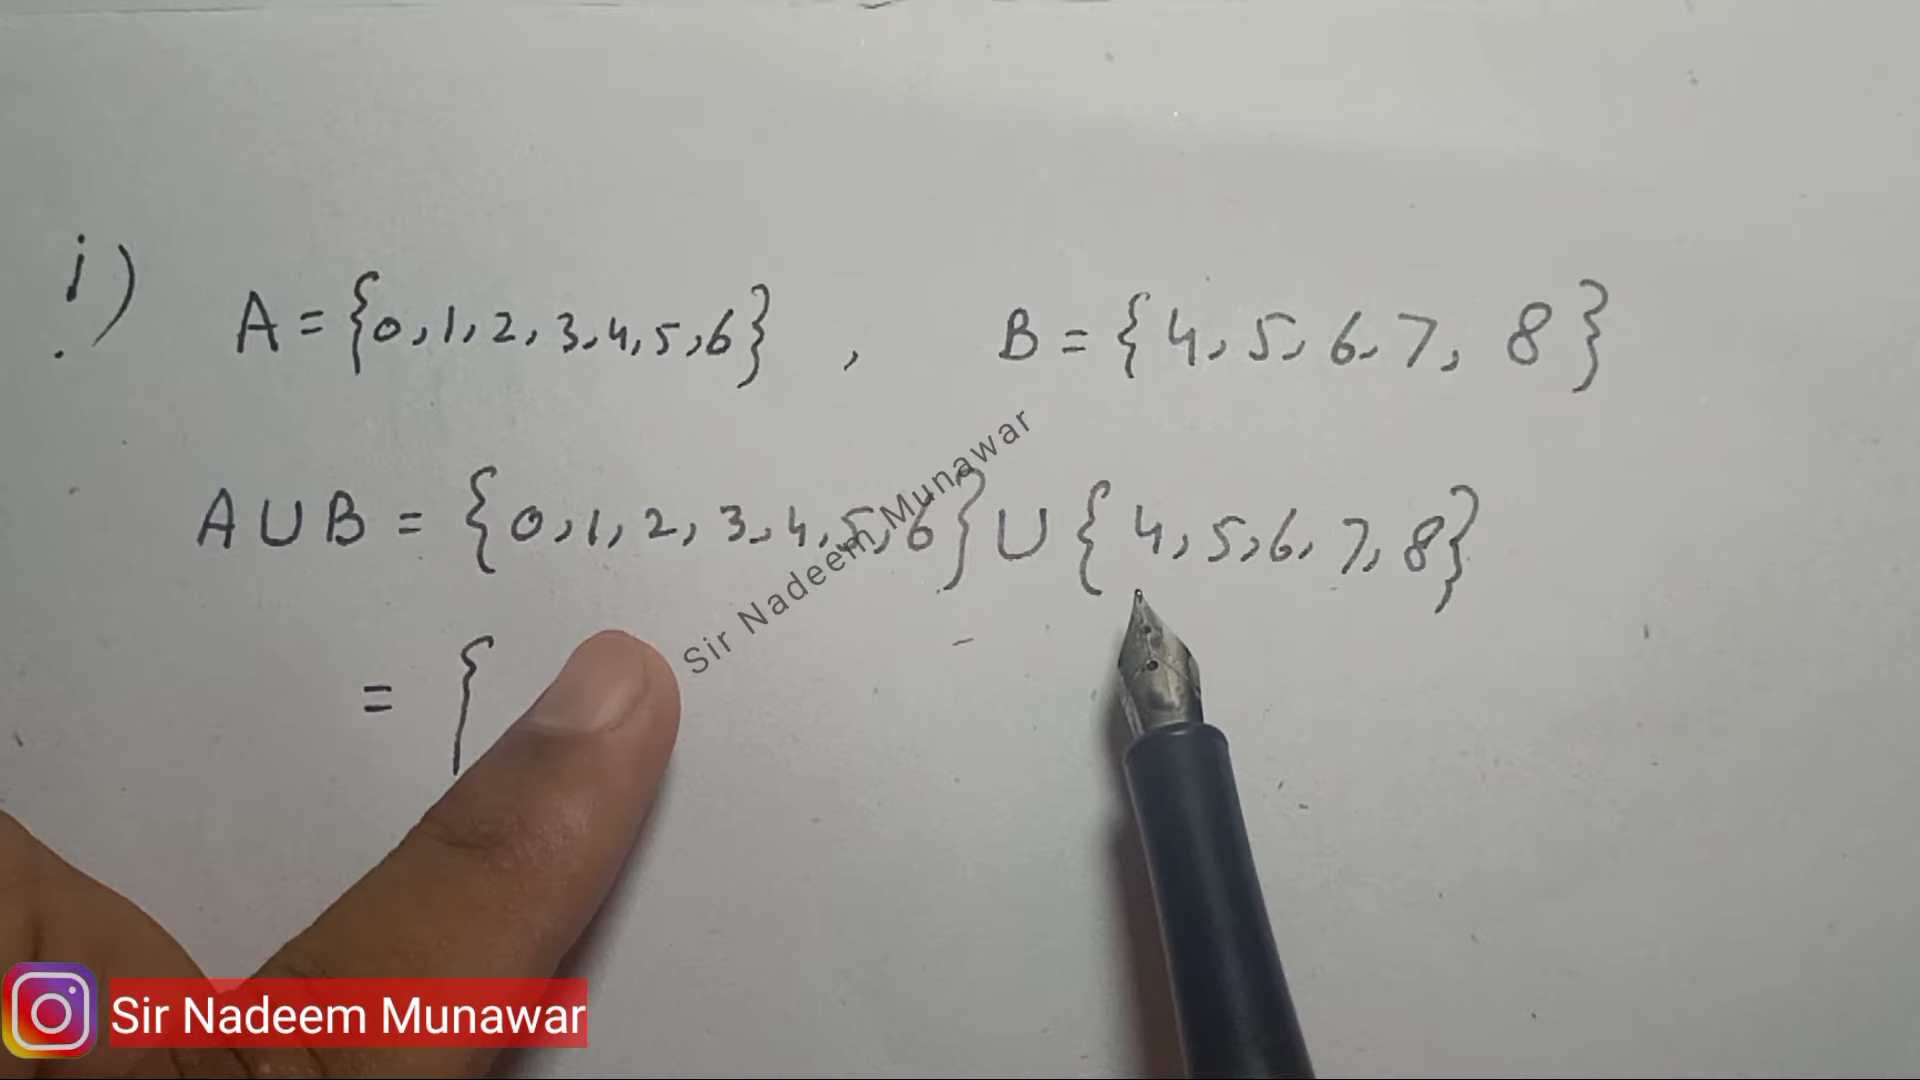 i) A = {0,1,2,3,4,5,6} , B = {4,5,6,7,8}
A U B = {0,1,2,3,4,5,6} U {4,5,6,7,8}
= {
Sir Nadeem Munawar
Sir Nadeem Munawar